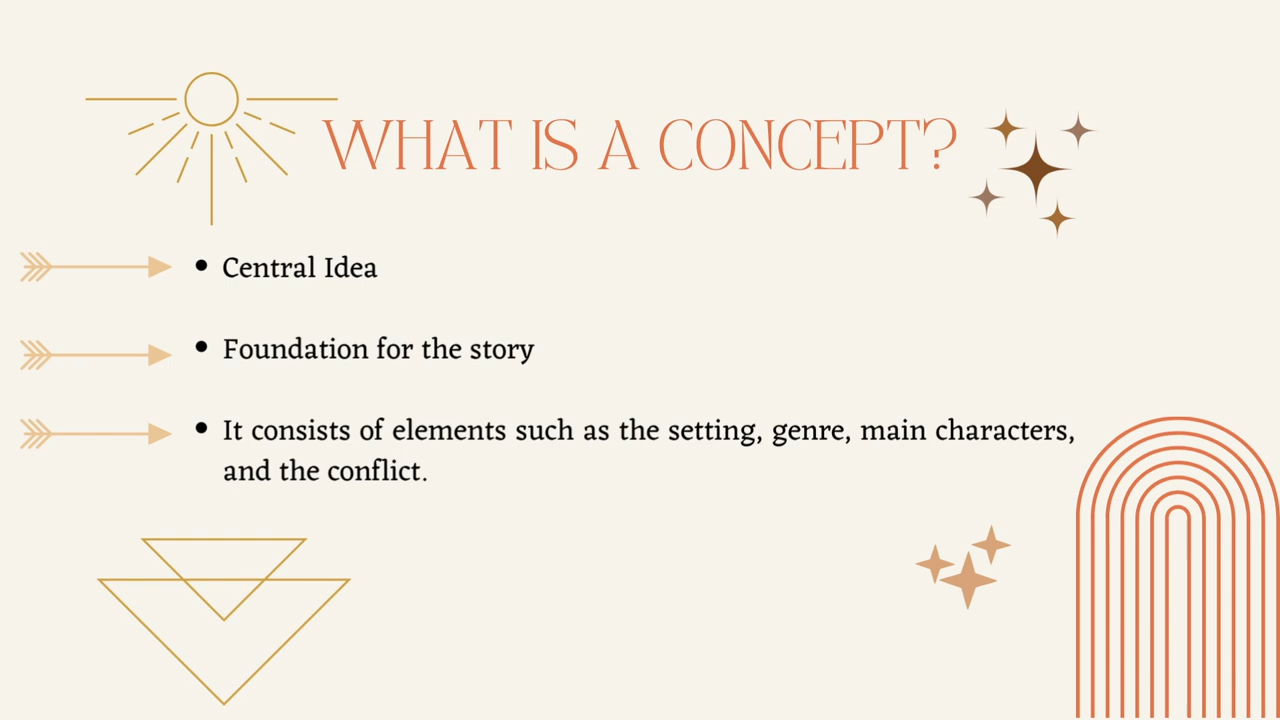 WHAT IS A CONCEPT?
• Central Idea
• Foundation for the story
• It consists of elements such as the setting, genre, main characters,
and the conflict.